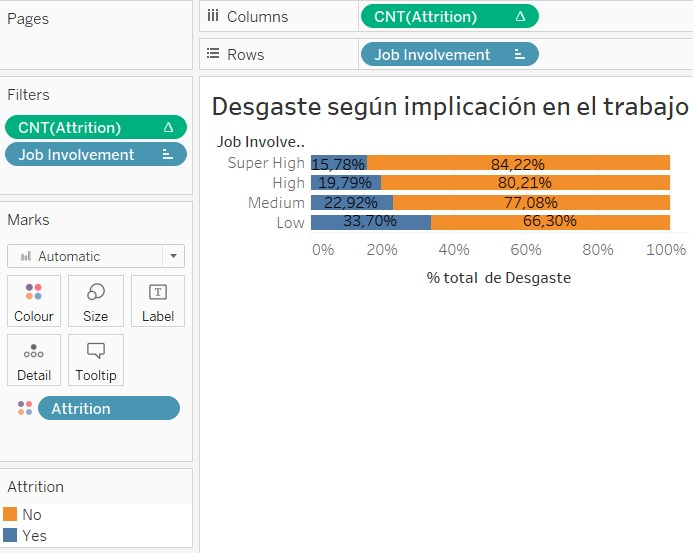 Pages
Columns
CNT(Attrition) Δ
Rows
Job Involvement
Filters
CNT(Attrition) Δ
Job Involvement
Marks
Automatic
Colour
Size
Label
Detail
Tooltip
Attrition
Attrition
No
Yes
Desgaste según implicación en el trabajo
Job Involve..
Super High 15,78% 84,22%
High 19,79% 80,21%
Medium 22,92% 77,08%
Low 33,70% 66,30%
0% 20% 40% 60% 80% 100%
% total de Desgaste